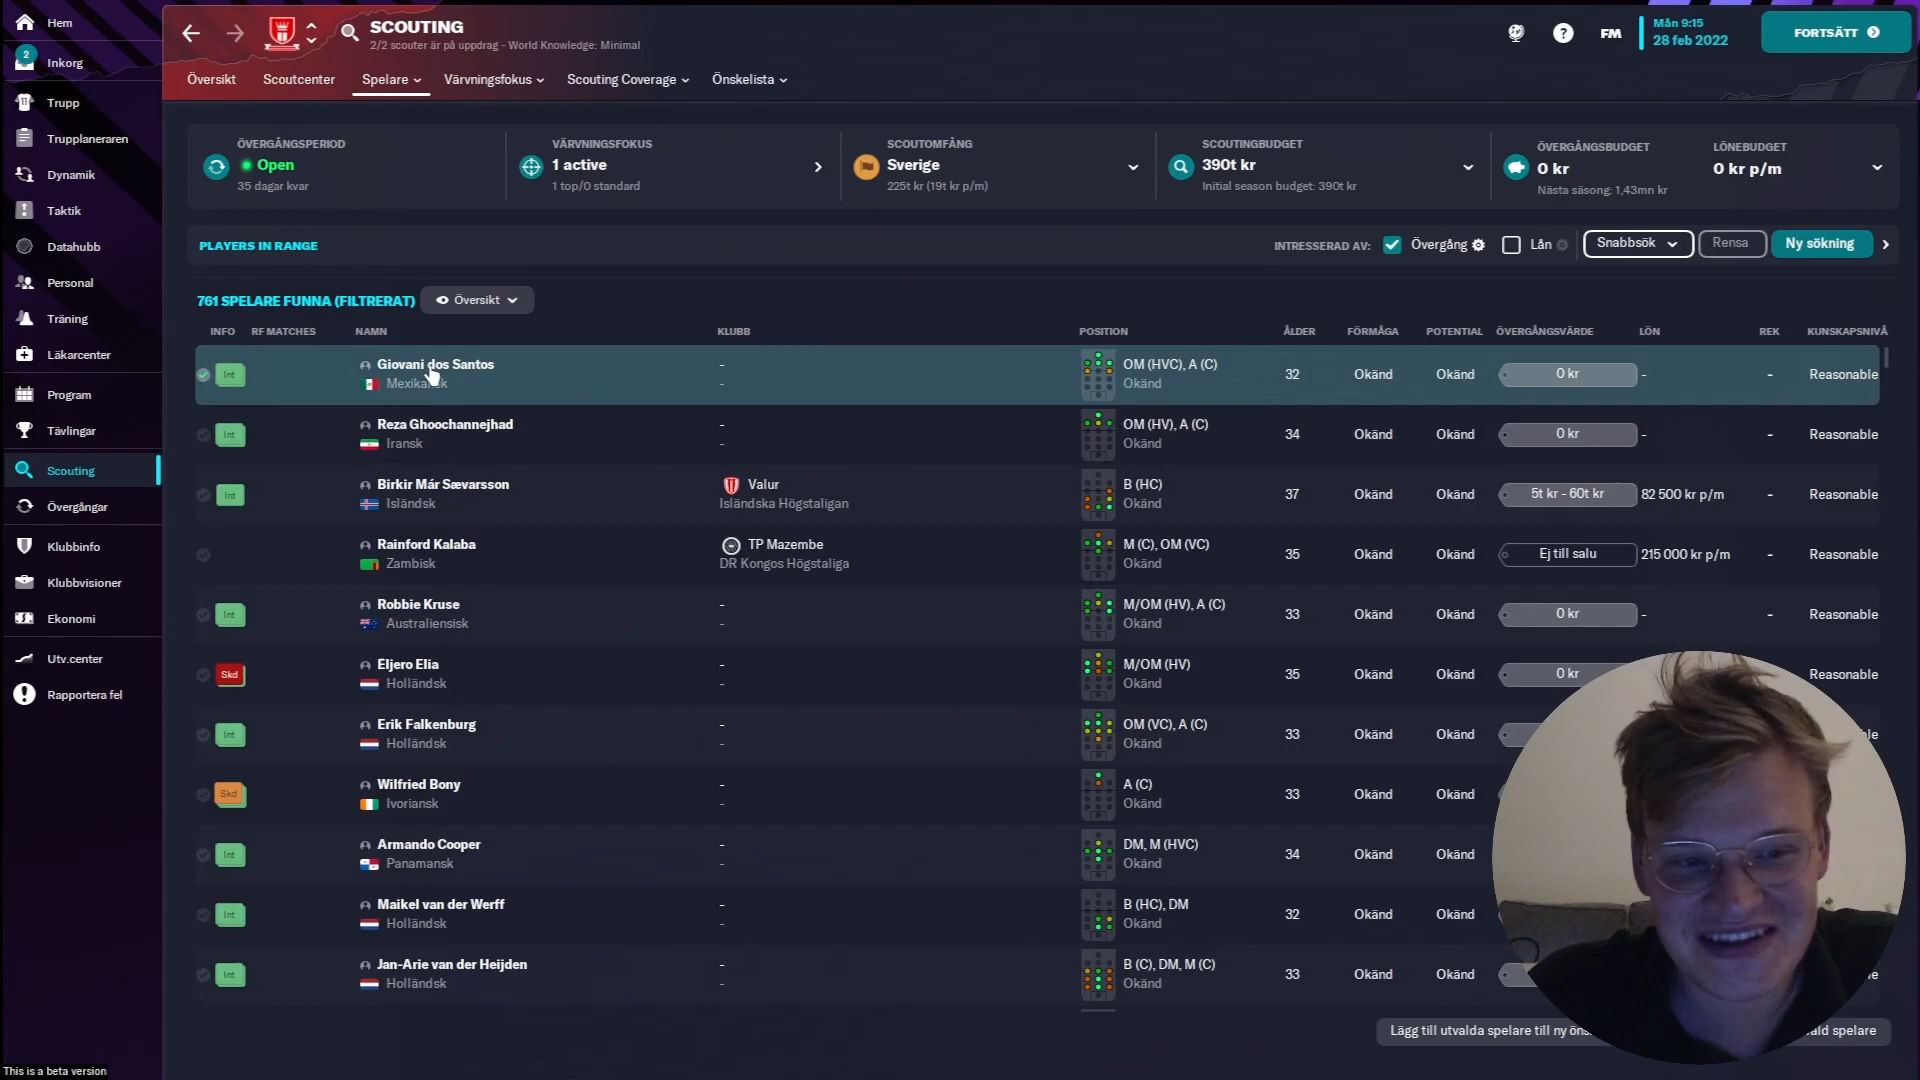 Hem
2
Inkorg
Trupp
Trupplaneraren
Dynamik
Taktik
Datahubb
Personal
Träning
Läkarcenter
Program
Tävlingar
Scouting
Övergångar
Klubbinfo
Klubbvisioner
Ekonomi
Utv.center
Rapportera fel
This is a beta version
SCOUTING
2/2 scouter är på uppdrag - World Knowledge: Minimal
FM
Mån 9:15
28 feb 2022
FORTSÄTT
Översikt Scoutcenter Spelare Värvningsfokus Scouting Coverage Önskelista
ÖVERGÅNGSPERIOD
Open
35 dagar kvar
VÄRVNINGSFOKUS
1 active
1 top/0 standard
SCOUTOMFÅNG
Sverige
225t kr (19t kr p/m)
SCOUTINGBUDGET
390t kr
Initial season budget: 390t kr
ÖVERGÅNGSBUDGET
0 kr
Nästa säsong: 1,43mn kr
LÖNEBUDGET
0 kr p/m
PLAYERS IN RANGE
INTRESSERAD AV: Övergång Lån Snabbsök Rensa Ny sökning
761 SPELARE FUNNA (FILTRERAT) Översikt
INFO RF MATCHES NAMN KLUBB POSITION ÅLDER FÖRMÅGA POTENTIAL ÖVERGÅNGSVÄRDE LÖN REK KUNSKAPSNIVÅ
Int Giovani dos Santos - OM (HVC), A (C) 32 Okänd Okänd 0 kr - - Reasonable
Mexikansk - Okänd
Int Reza Ghoochannejhad - OM (HV), A (C) 34 Okänd Okänd 0 kr - - Reasonable
Iransk - Okänd
Int Birkir Már Sævarsson Valur B (HC) 37 Okänd Okänd 5t kr - 60t kr 82 500 kr p/m - Reasonable
Isländsk Isländska Högstaligan Okänd
Rainford Kalaba TP Mazembe M (C), OM (VC) 35 Okänd Okänd Ej till salu 215 000 kr p/m - Reasonable
Zambisk DR Kongos Högstaliga Okänd
Int Robbie Kruse - M/OM (HV), A (C) 33 Okänd Okänd 0 kr - - Reasonable
Australiensisk - Okänd
Skd Eljero Elia - M/OM (HV) 35 Okänd Okänd 0 kr Reasonable
Holländsk - Okänd
Int Erik Falkenburg - OM (VC), A (C) 33 Okänd Okänd le
Holländsk - Okänd
Skd Wilfried Bony - A (C) 33 Okänd Okänd
Ivoriansk - Okänd
Int Armando Cooper - DM, M (HVC) 34 Okänd Okänd
Panamansk - Okänd
Int Maikel van der Werff - B (HC), DM 32 Okänd Okänd
Holländsk - Okänd
Int Jan-Arie van der Heijden - B (C), DM, M (C) 33 Okänd Okänd e
Holländsk - Okänd
Lägg till utvalda spelare till ny öns ald spelare